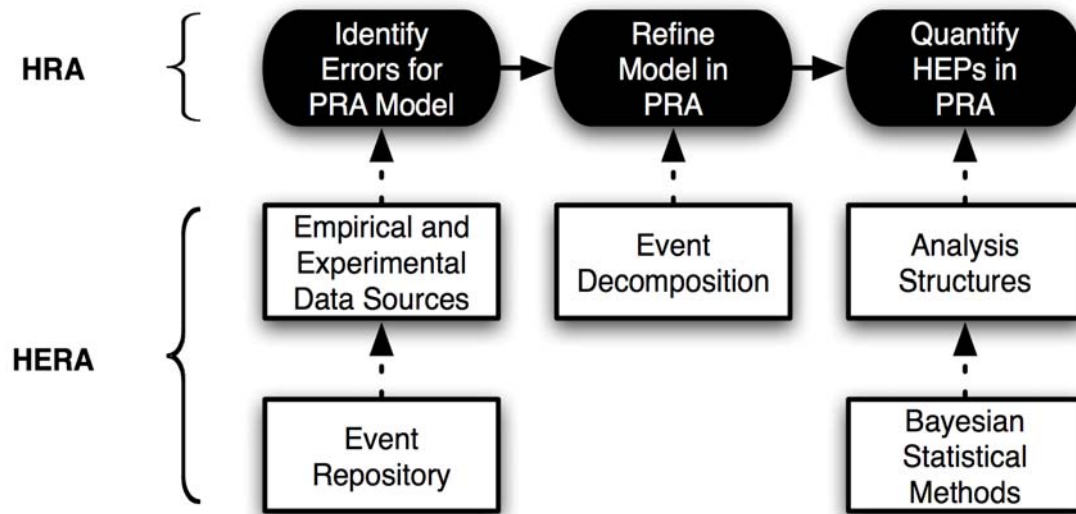 HRA
Identify
Errors for
PRA Model
Refine
Model in
PRA
Quantify
HEPs in
PRA
HERA
Empirical and
Experimental
Data Sources
Event
Decomposition
Analysis
Structures
Event
Repository
Bayesian
Statistical
Methods